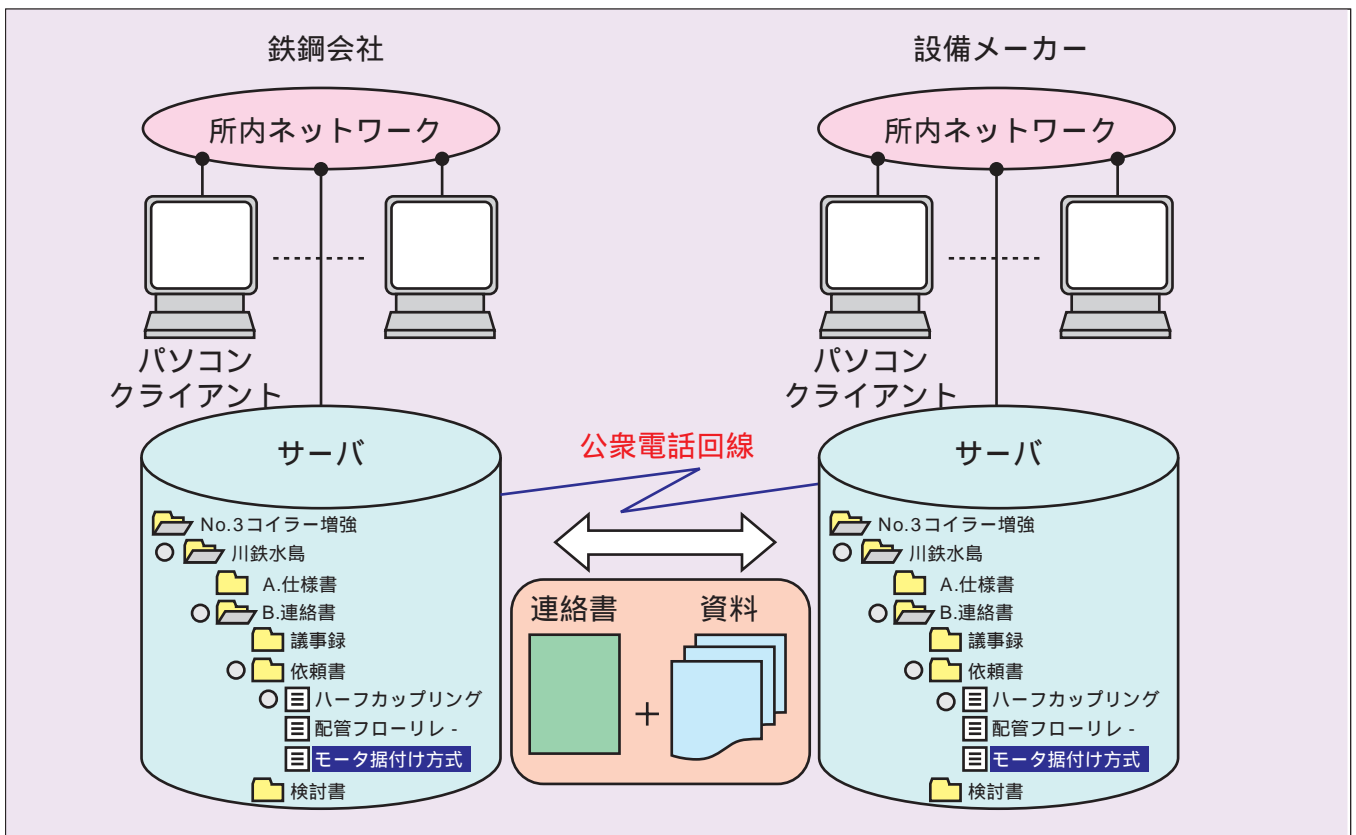 鉄鋼会社
所内ネットワーク
パソコン
クライアント
サーバ
No.3コイラー増強
川鉄水島
A.仕様書
B.連絡書
議事録
依頼書
ハーフカップリング
配管フローリレ -
モータ据付け方式
検討書
公衆電話回線
連絡書
+
資料
設備メーカー
所内ネットワーク
パソコン
クライアント
サーバ
No.3コイラー増強
川鉄水島
A.仕様書
B.連絡書
議事録
依頼書
ハーフカップリング
配管フローリレ -
モータ据付け方式
検討書